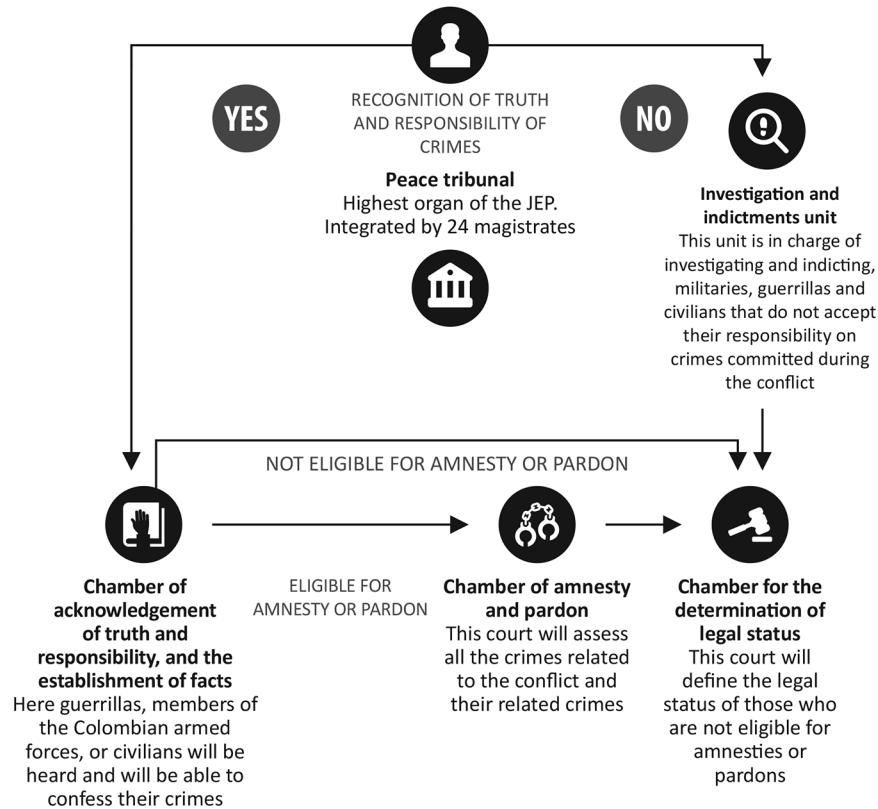 YES
RECOGNITION OF TRUTH
AND RESPONSIBILITY OF
CRIMES
NO
Peace tribunal
Highest organ of the JEP.
Integrated by 24 magistrates
Investigation and
indictments unit
This unit is in charge of
investigating and indicting,
militaries, guerrillas and
civilians that do not accept
their responsibility on
crimes committed during
the conflict
NOT ELIGIBLE FOR AMNESTY OR PARDON
Chamber of
acknowledgement
of truth and
responsibility, and the
establishment of facts
Here guerrillas, members of
the Colombian armed
forces, or civilians will be
heard and will be able to
confess their crimes
ELIGIBLE FOR
AMNESTY OR PARDON
Chamber of amnesty
and pardon
This court will assess
all the crimes related
to the conflict and
their related crimes
Chamber for the
determination of
legal status
This court will
define the legal
status of those who
are not eligible for
amnesties or
pardons